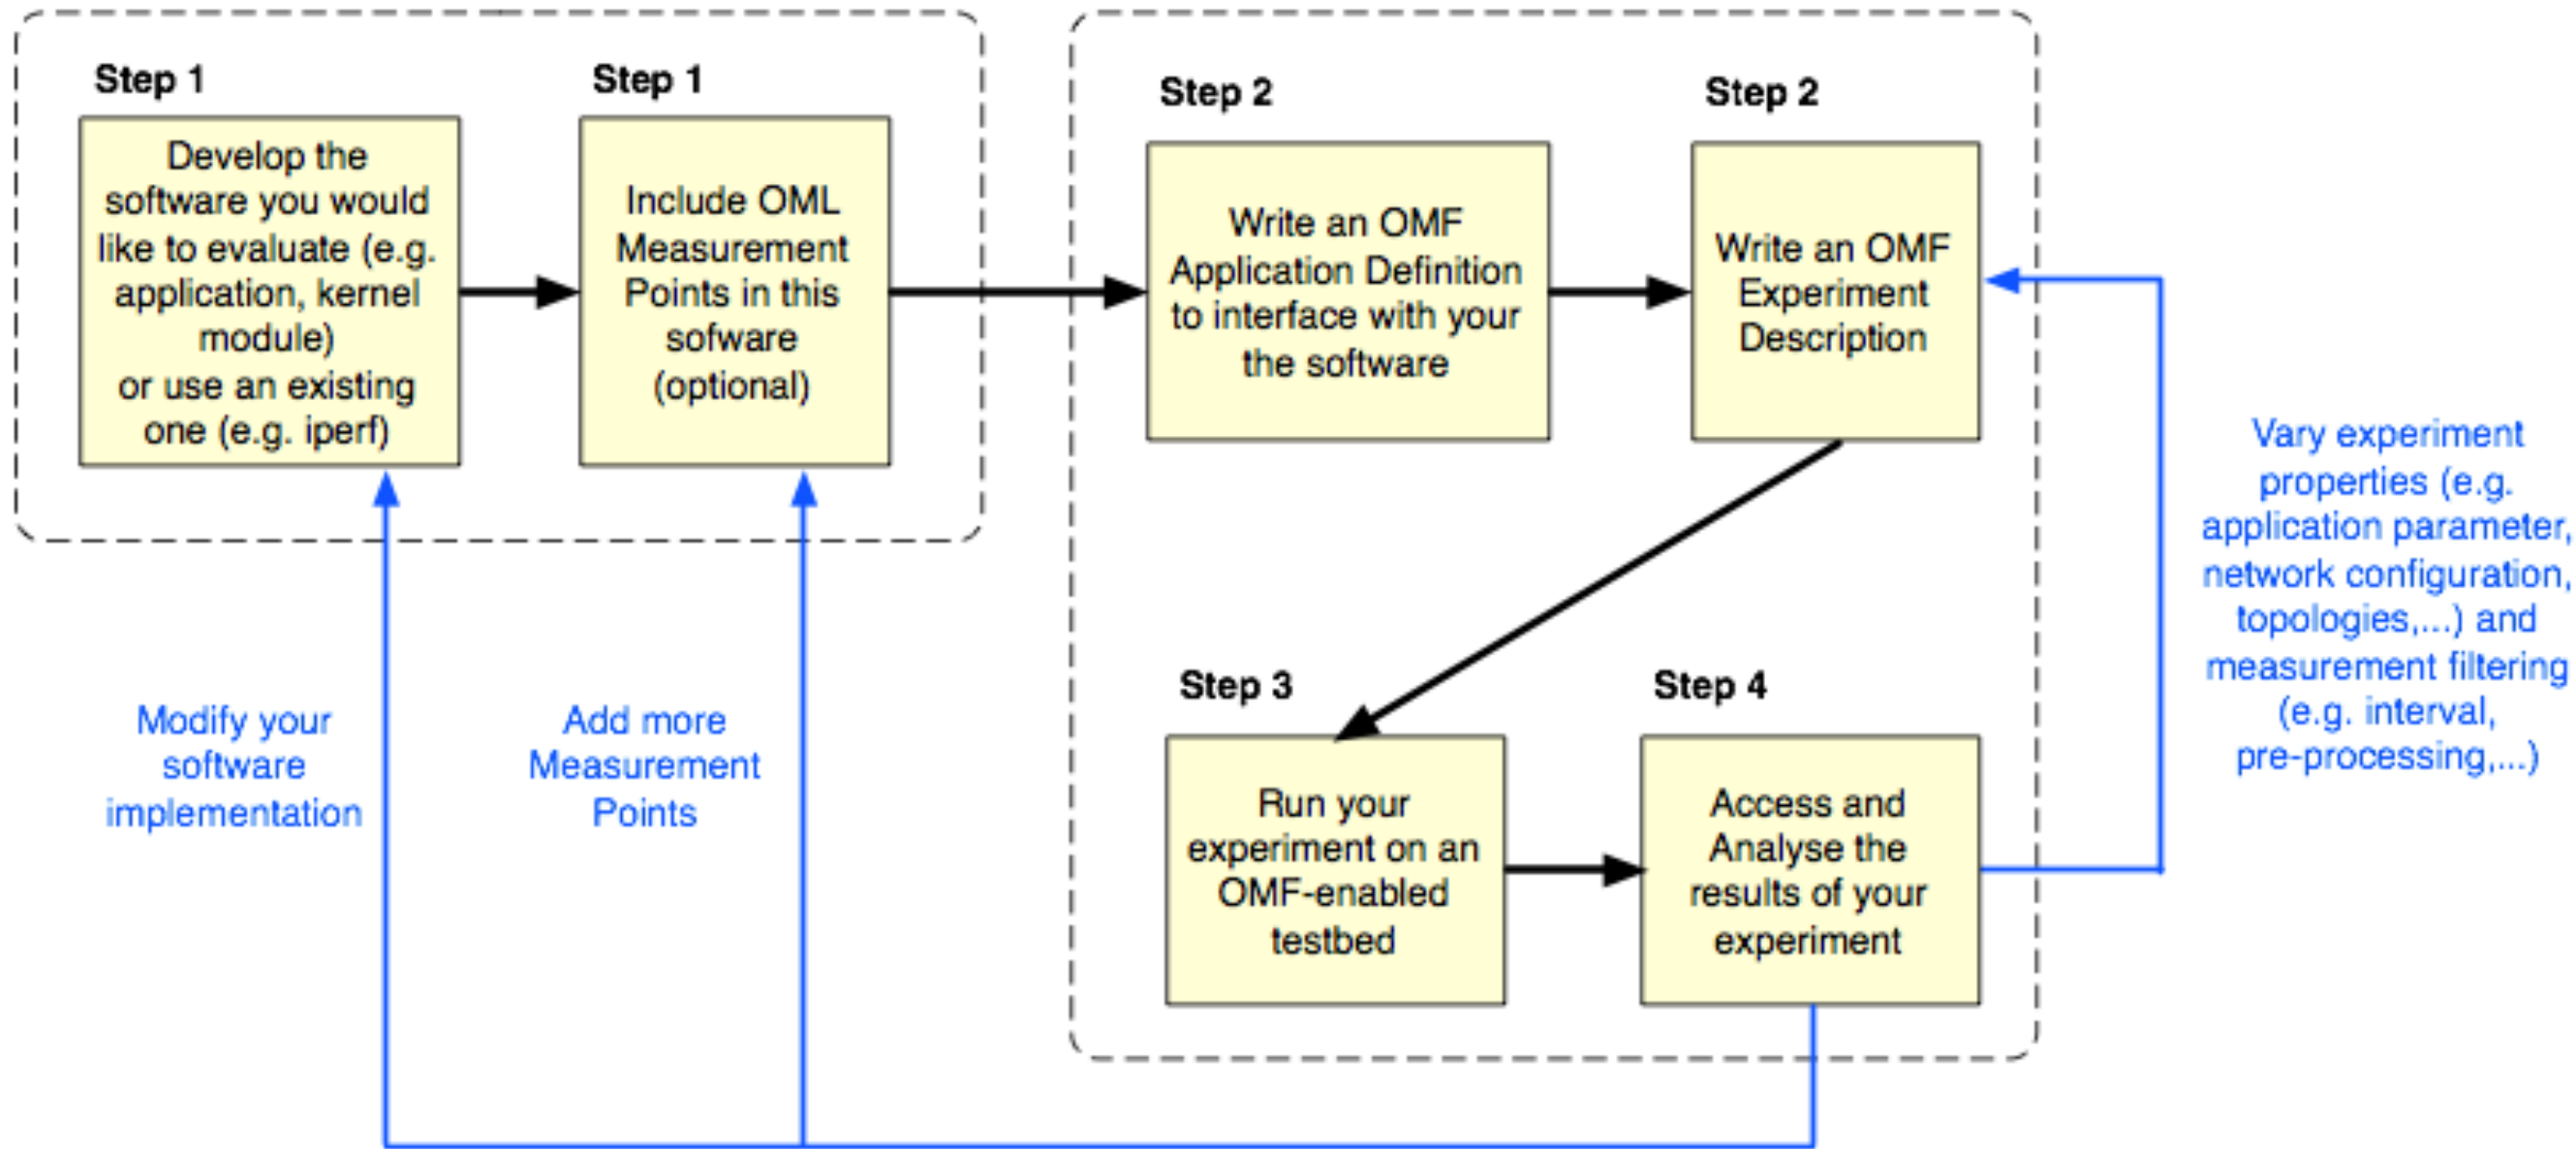 Step 1
Develop the
software you would
like to evaluate (e.g.
application, kernel
module)
or use an existing
one (e.g. iperf)
Step 1
Include OML
Measurement
Points in this
sofware
(optional)
Step 2
Write an OMF
Application Definition
to interface with your
the software
Step 2
Write an OMF
Experiment
Description
Step 3
Run your
experiment on an
OMF-enabled
testbed
Step 4
Access and
Analyse the
results of your
experiment
Modify your
software
implementation
Add more
Measurement
Points
Vary experiment
properties (e.g.
application parameter,
network configuration,
topologies,...) and
measurement filtering
(e.g. interval,
pre-processing,...)